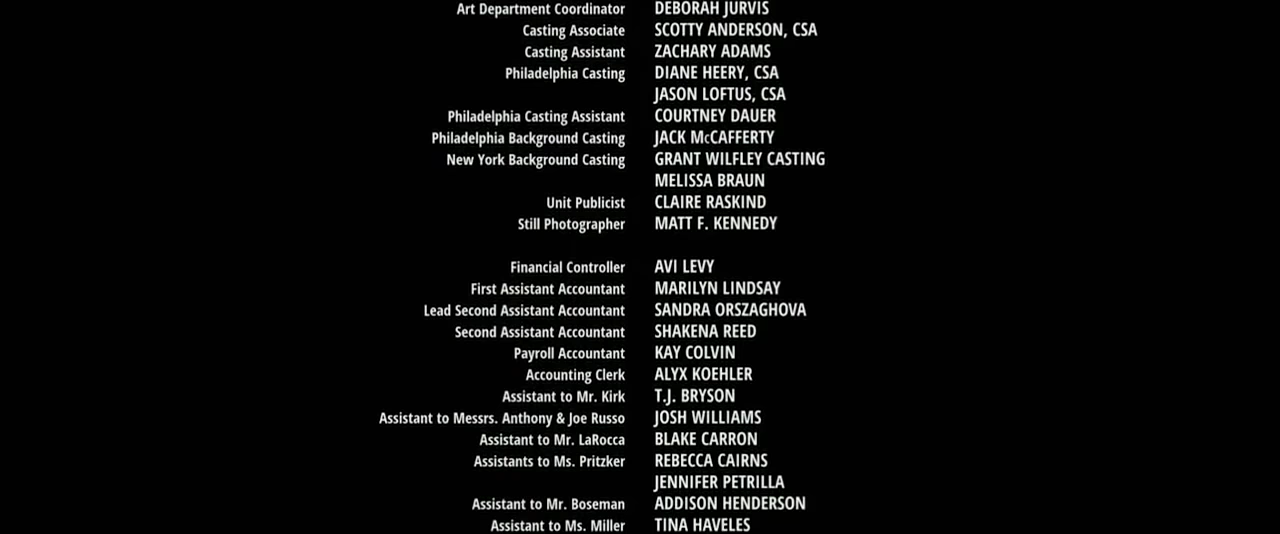 Art Department Coordinator DEBORAH JURVIS
Casting Associate SCOTTY ANDERSON, CSA
Casting Assistant ZACHARY ADAMS
Philadelphia Casting DIANE HEERY, CSA
JASON LOFTUS, CSA
Philadelphia Casting Assistant COURTNEY DAUER
Philadelphia Background Casting JACK McCAFFERTY
New York Background Casting GRANT WILFLEY CASTING
MELISSA BRAUN
Unit Publicist CLAIRE RASKIND
Still Photographer MATT F. KENNEDY
Financial Controller AVI LEVY
First Assistant Accountant MARILYN LINDSAY
Lead Second Assistant Accountant SANDRA ORSZAGHOVA
Second Assistant Accountant SHAKENA REED
Payroll Accountant KAY COLVIN
Accounting Clerk ALYX KOEHLER
Assistant to Mr. Kirk T.J. BRYSON
Assistant to Messrs. Anthony & Joe Russo JOSH WILLIAMS
Assistant to Mr. LaRocca BLAKE CARRON
Assistants to Ms. Pritzker REBECCA CAIRNS
JENNIFER PETRILLA
Assistant to Mr. Boseman ADDISON HENDERSON
Assistant to Ms. Miller TINA HAVELES